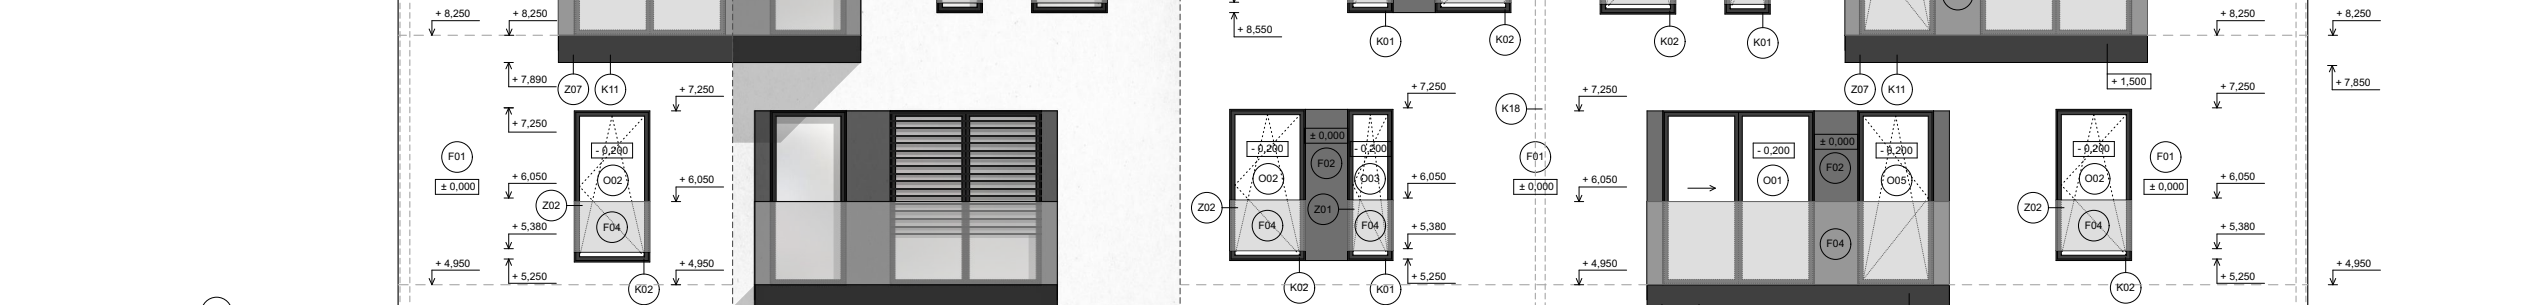 + 8,250
+ 8,250
+ 8,550
K01
K02
K02
K01
+ 8,250
+ 8,250
+ 7,890
Z07
K11
+ 7,250
+ 7,250
K18
+ 7,250
Z07
K11
+ 1,500
+ 7,250
+ 7,850
+ 7,250
F01
± 0,000
- 0,200
O02
F04
Z02
+ 6,050
+ 6,050
+ 5,380
+ 4,950
+ 5,250
+ 4,950
K02
- 0,200
O02
F04
Z02
± 0,000
F02
Z01
- 0,200
O03
F04
+ 6,050
+ 5,380
+ 5,250
K02
K01
F01
± 0,000
+ 6,050
+ 4,950
- 0,200
O01
± 0,000
F02
F04
- 0,200
O05
Z02
- 0,200
O02
F04
K02
F01
± 0,000
+ 6,050
+ 5,380
+ 5,250
+ 4,950